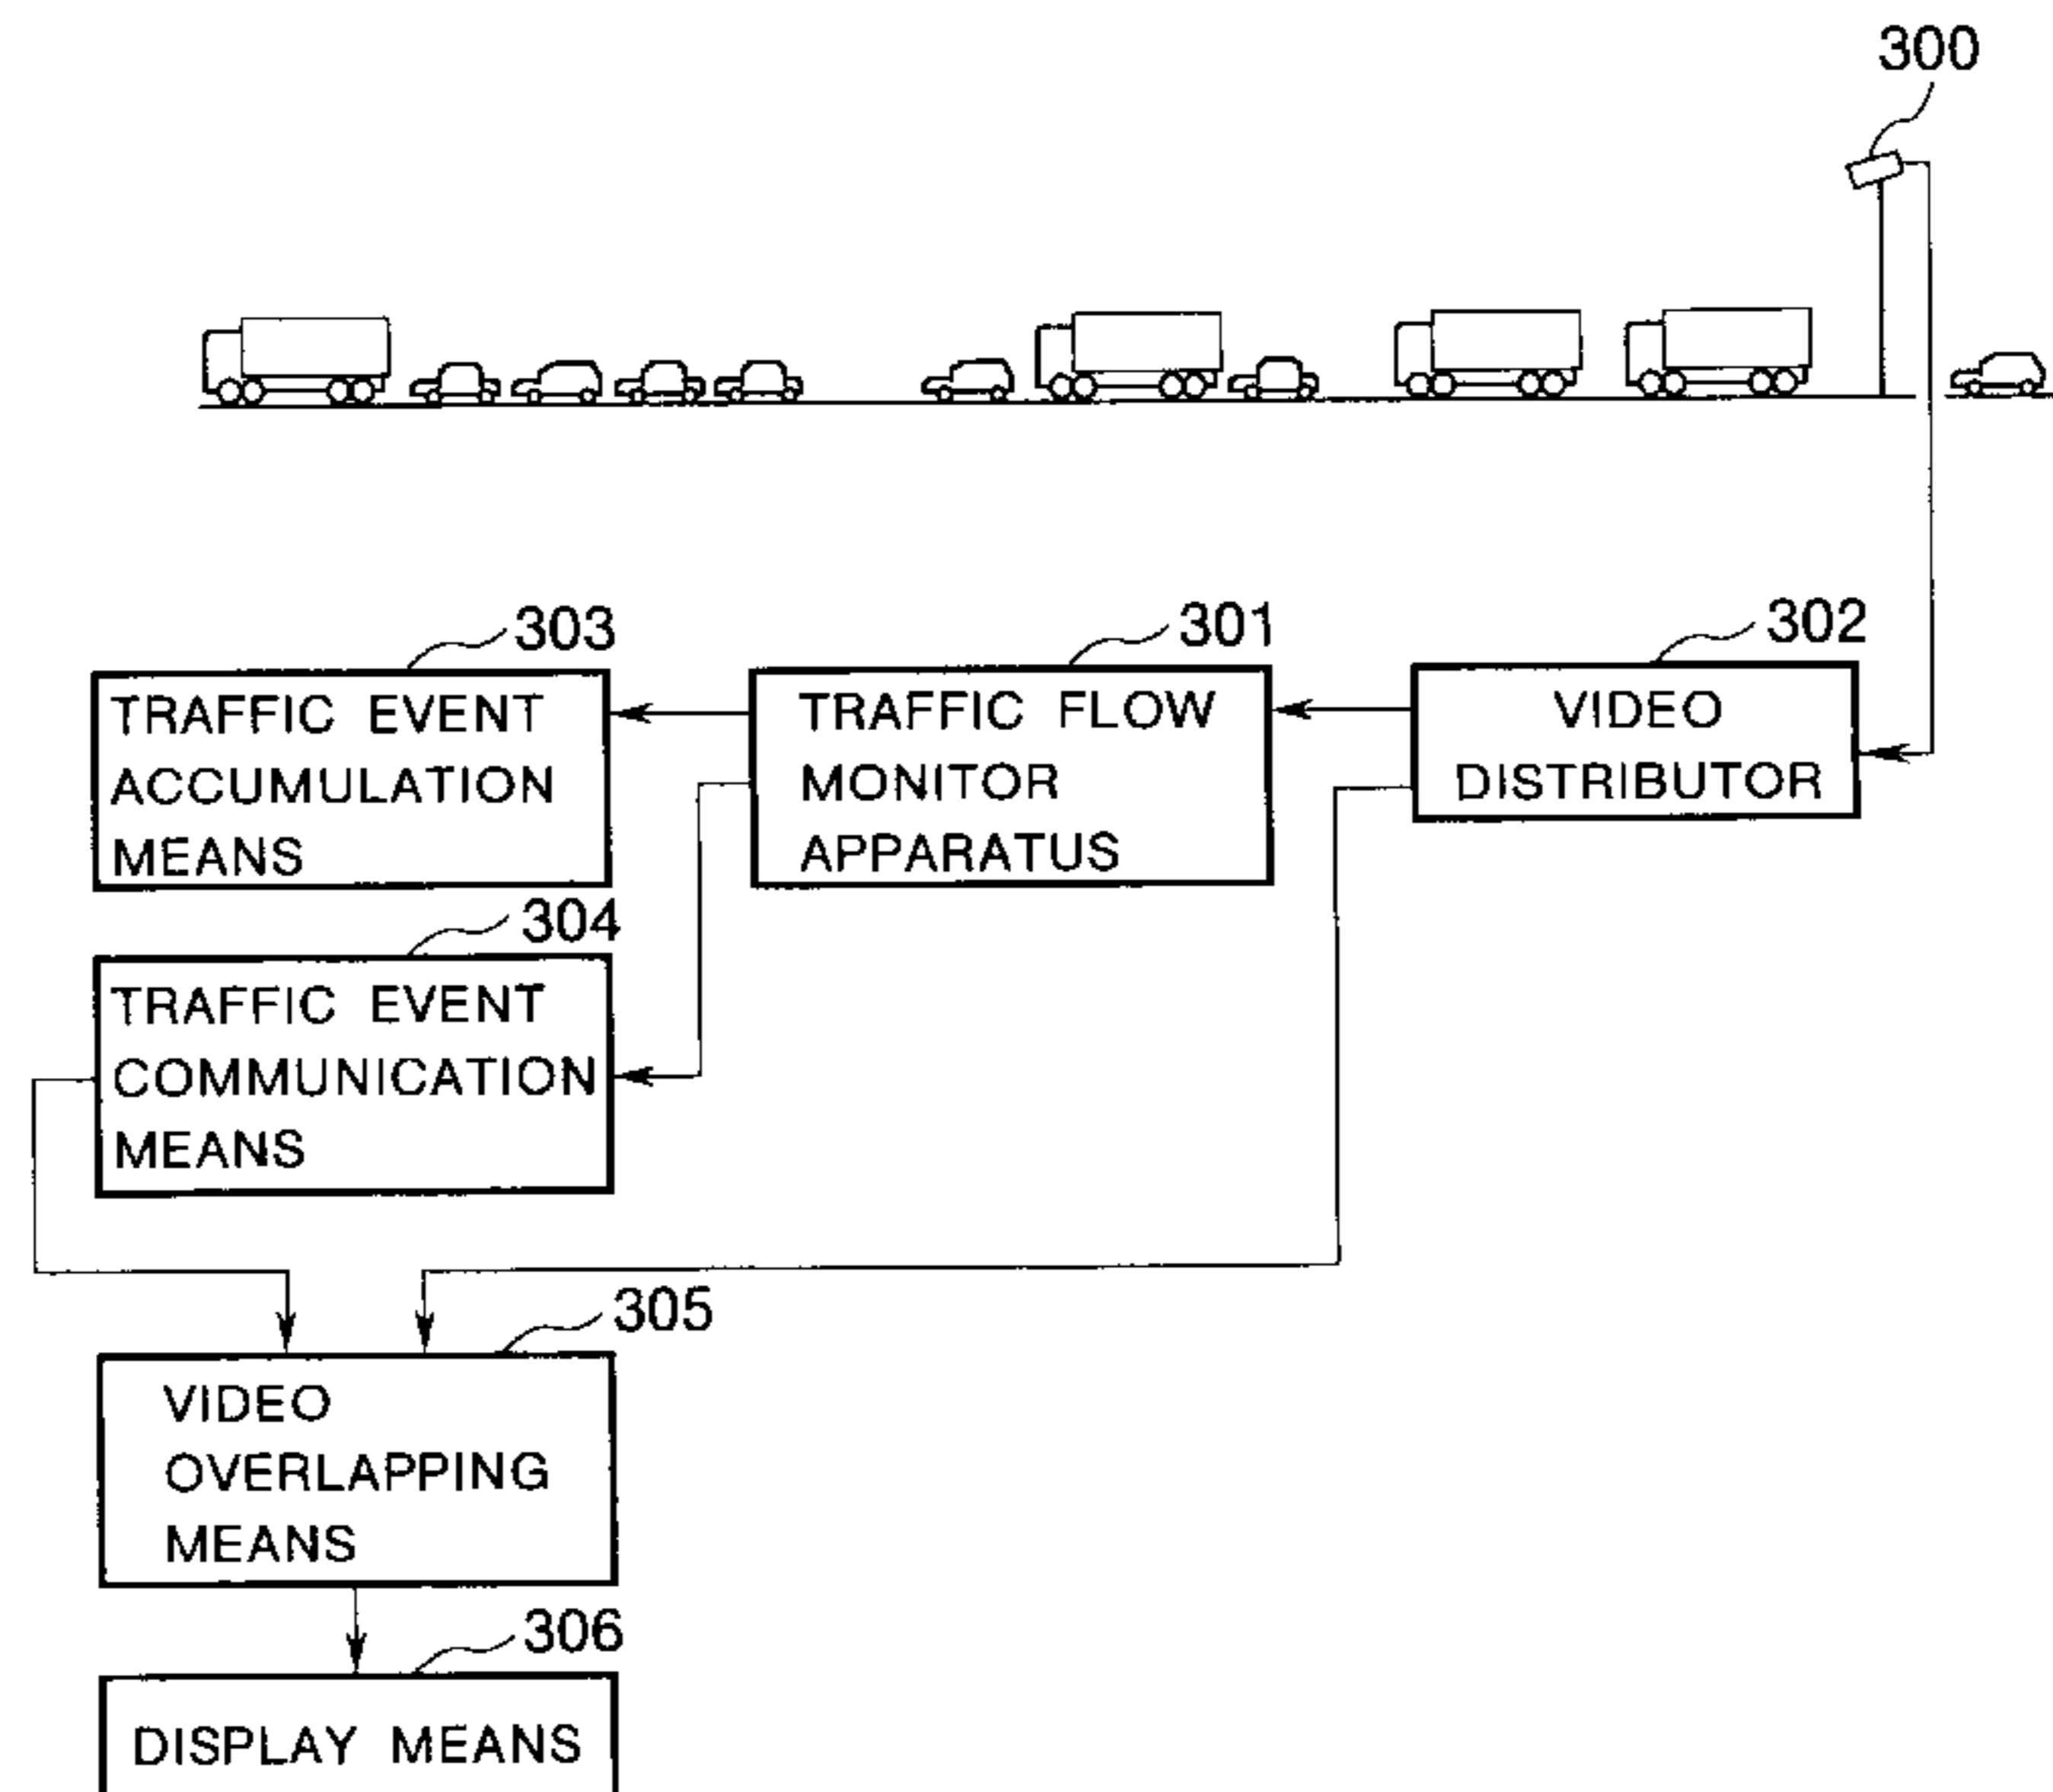 300
303
TRAFFIC EVENT
ACCUMULATION
MEANS
301
TRAFFIC FLOW
MONITOR
APPARATUS
302
VIDEO
DISTRIBUTOR
304
TRAFFIC EVENT
COMMUNICATION
MEANS
305
VIDEO
OVERLAPPING
MEANS
306
DISPLAY MEANS